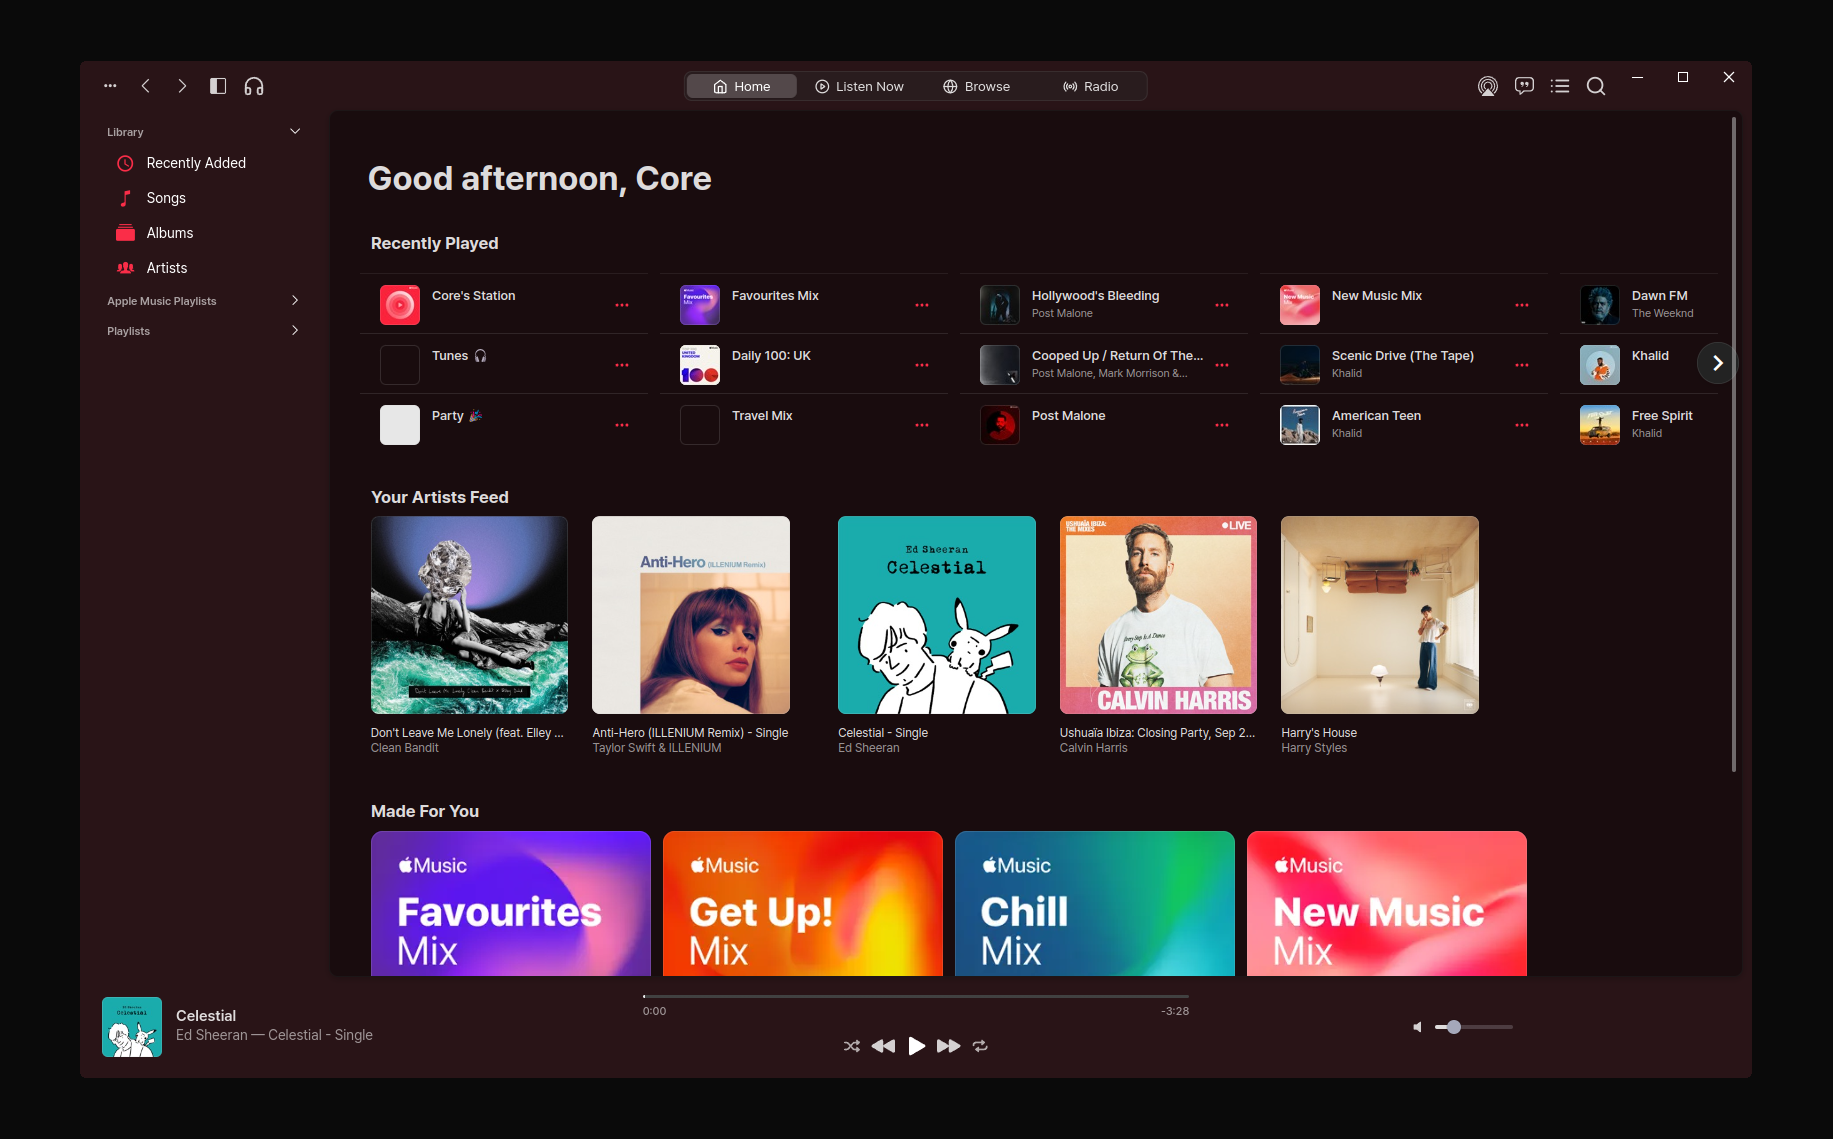 Home
Listen Now
Browse
Radio
Library
Recently Added
Songs
Albums
Artists
Apple Music Playlists
Playlists
Good afternoon, Core
Recently Played
Core's Station
Favourites Mix
Hollywood's Bleeding
Post Malone
New Music Mix
Dawn FM
The Weeknd
Tunes 🎧
Daily 100: UK
Cooped Up / Return Of The...
Post Malone, Mark Morrison &...
Scenic Drive (The Tape)
Khalid
Khalid
Party 🎉
Travel Mix
Post Malone
American Teen
Khalid
Free Spirit
Khalid
Your Artists Feed
Anti-Hero (ILLENIUM Remix)
Ed Sheeran
Celestial
USHUAÏA IBIZA:
THE MIXES
LIVE
CALVIN HARRIS
Don't Leave Me Lonely (feat. Elley ...
Clean Bandit
Anti-Hero (ILLENIUM Remix) - Single
Taylor Swift & ILLENIUM
Celestial - Single
Ed Sheeran
Ushuaïa Ibiza: Closing Party, Sep 2...
Calvin Harris
Harry's House
Harry Styles
Made For You
Music
Favourites
Mix
Music
Get Up!
Mix
Music
Chill
Mix
Music
New Music
Mix
Celestial
Ed Sheeran — Celestial - Single
0:00
-3:28